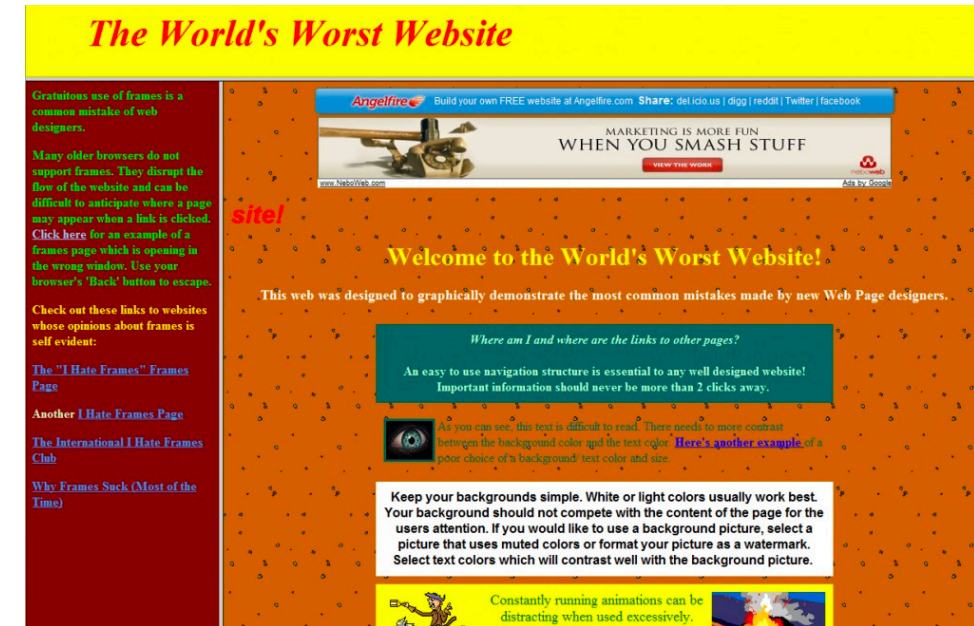 The World's Worst Website
Gratuitous use of frames is a
common mistake of web
designers.
Many older browsers do not
support frames. They disrupt the
flow of the website and can be
difficult to anticipate where a page
may appear when a link is clicked.
Click here for an example of a
frames page which is opening in
the wrong window. Use your
browser's 'Back' button to escape.
Check out these links to websites
whose opinions about frames is
self evident:
The "I Hate Frames" Frames
Page
Another I Hate Frames Page
The International I Hate Frames
Club
Why Frames Suck (Most of the
Time)
Angelfire Build your own FREE website at Angelfire.com Share: del.icio.us | digg | reddit | Twitter | facebook
MARKETING IS MORE FUN
WHEN YOU SMASH STUFF
VIEW THE WORK
neboweb
www.NeboWeb.com Ads by Google
site!
Welcome to the World's Worst Website!
This web was designed to graphically demonstrate the most common mistakes made by new Web Page designers.
Where am I and where are the links to other pages?
An easy to use navigation structure is essential to any well designed website!
Important information should never be more than 2 clicks away.
As you can see, this text is difficult to read. There needs to more contrast
between the background color and the text color. Here's another example of a
poor choice of a background/ text color and size.
Keep your backgrounds simple. White or light colors usually work best.
Your background should not compete with the content of the page for the
users attention. If you would like to use a background picture, select a
picture that uses muted colors or format your picture as a watermark.
Select text colors which will contrast well with the background picture.
Constantly running animations can be
distracting when used excessively.